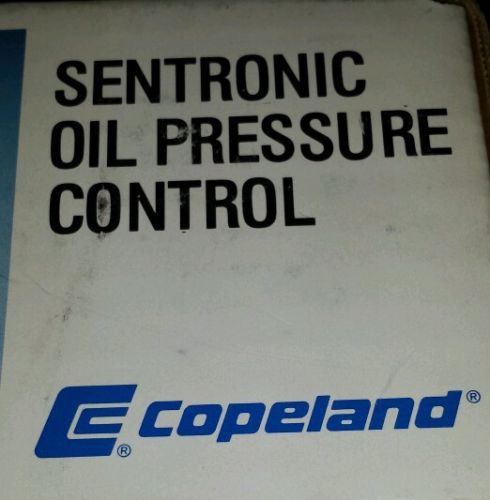 SENTRONIC
OIL PRESSURE
CONTROL
Copeland®
®